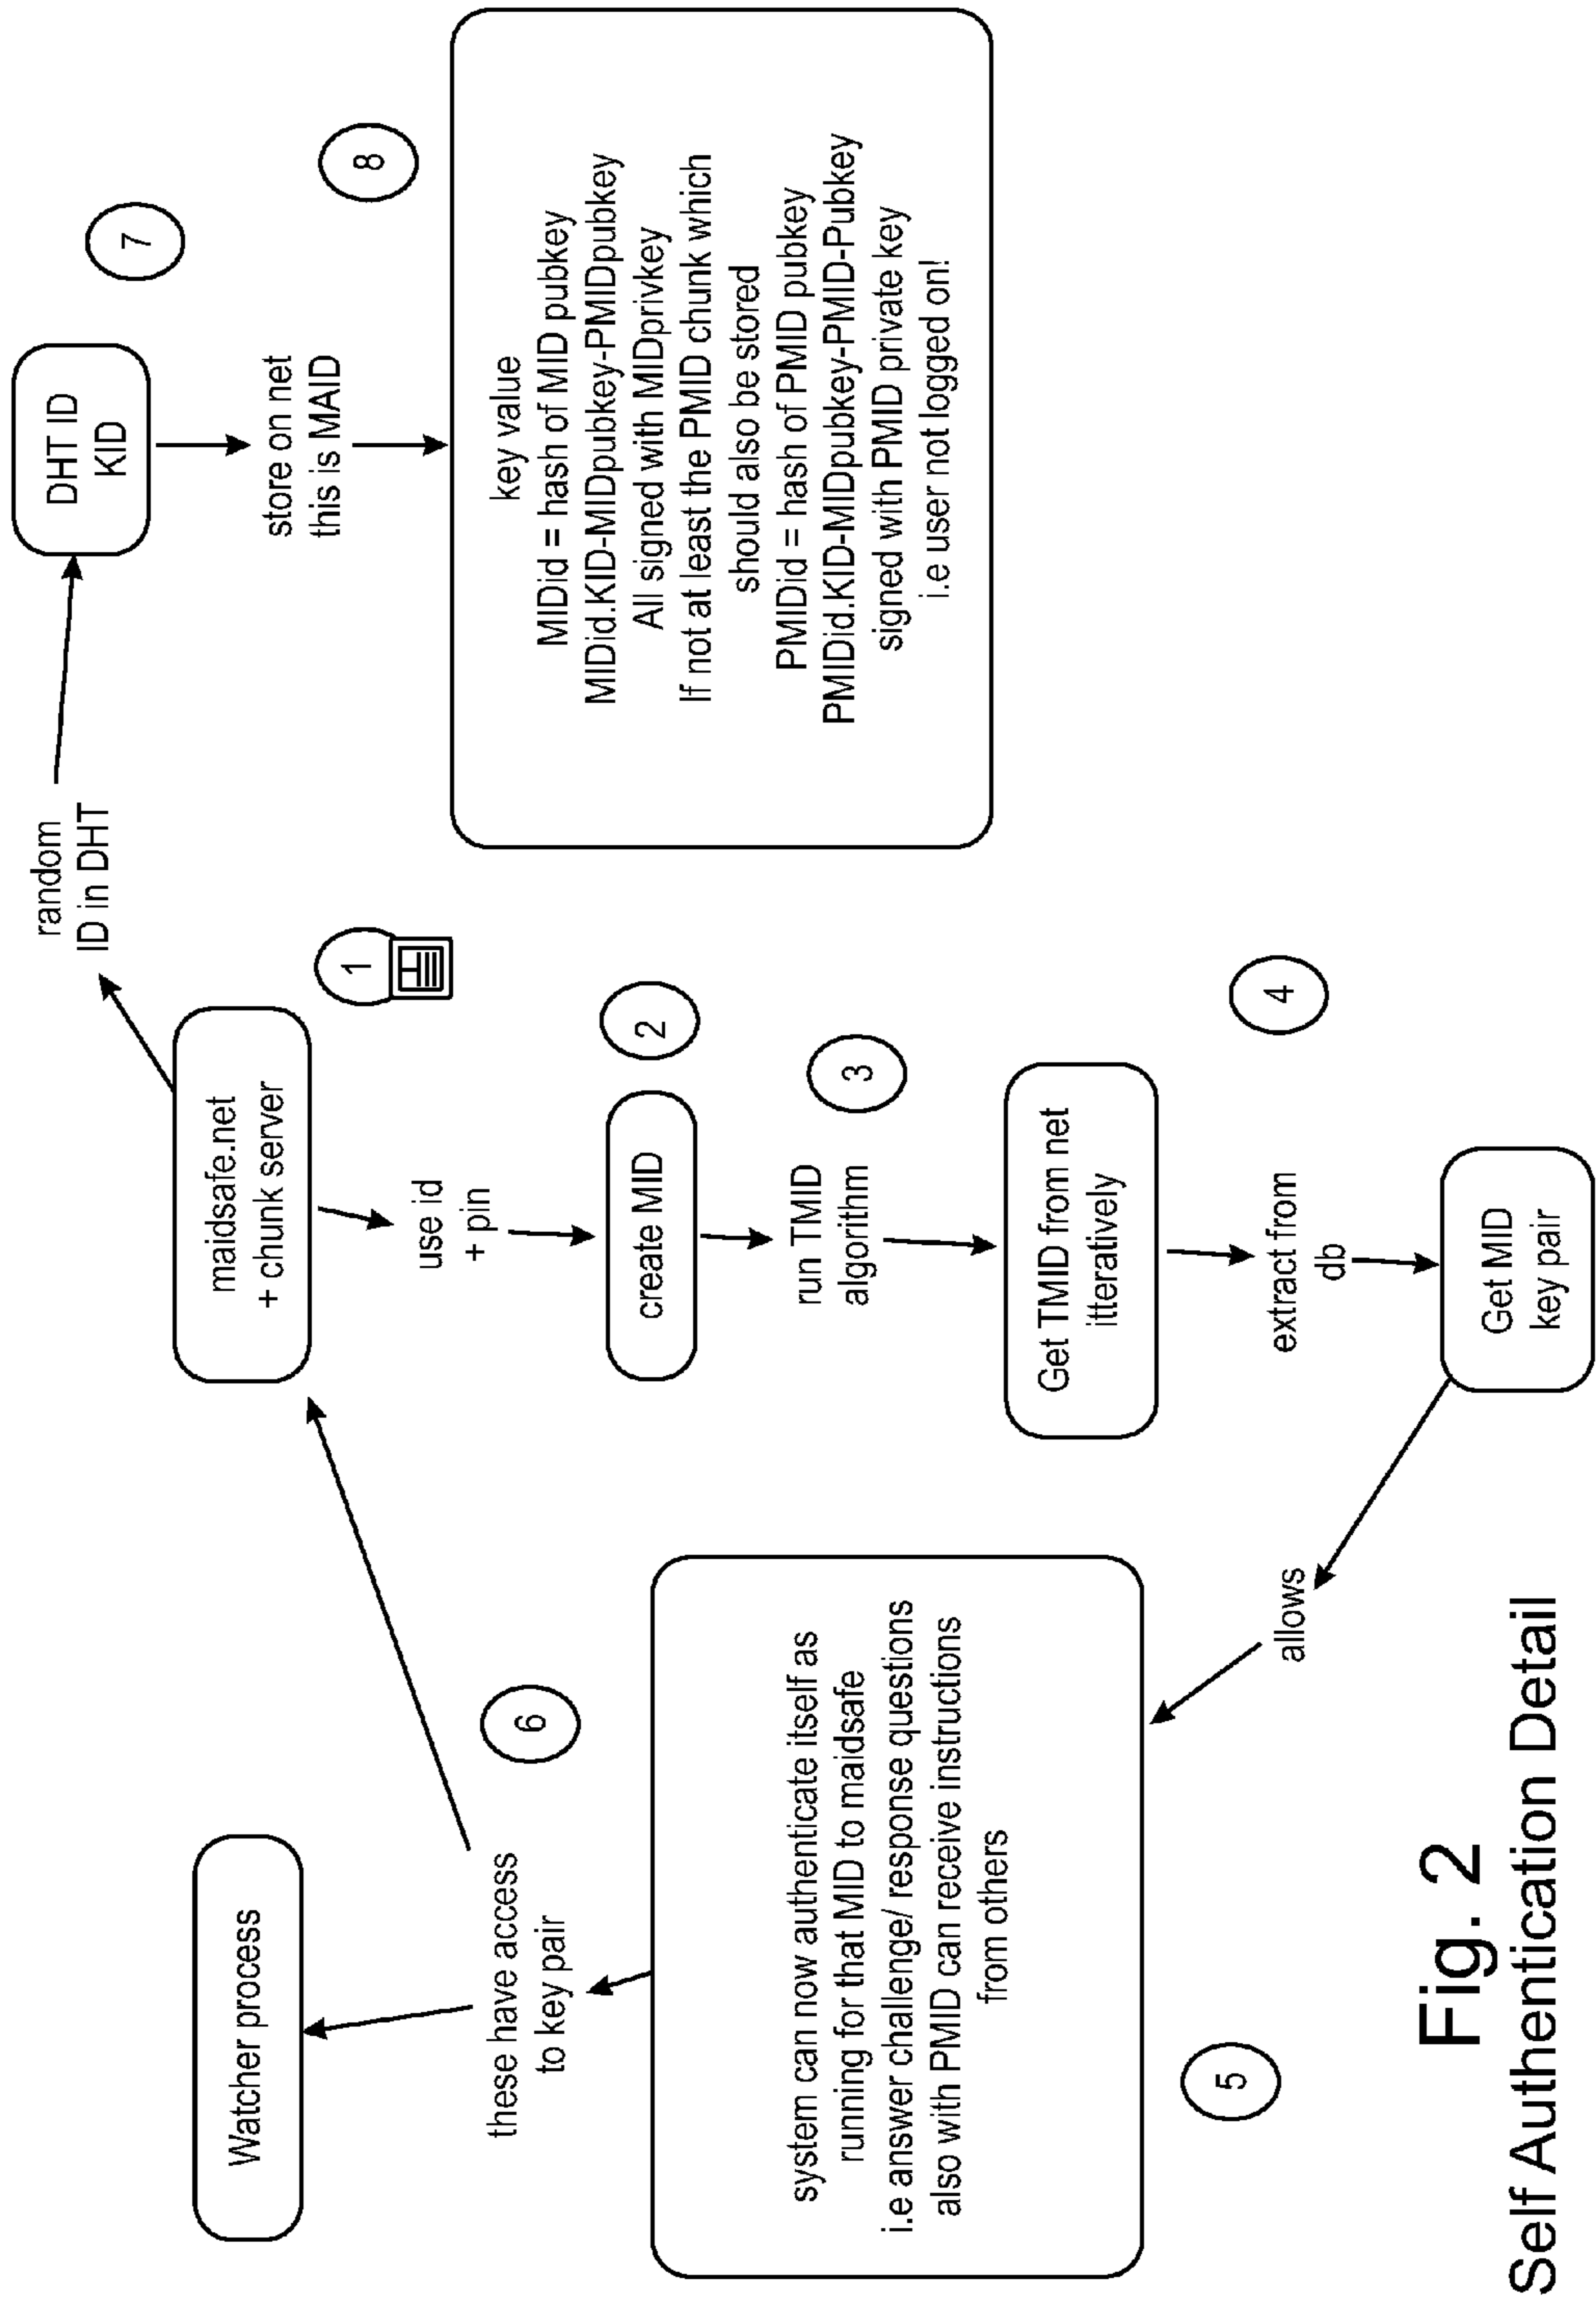 Watcher process
these have access
to key pair
6
system can now authenticate itself as
running for that MID to maidsafe
i.e answer challenge/ response questions
also with PMID can receive instructions
from others
5
allows
maidsafe.net
+ chunk server
1
use id
+ pin
create MID
2
run TMID
algorithm
3
Get TMID from net
itteratively
4
extract from
db
Get MID
key pair
random
ID in DHT
DHT ID
KID
7
store on net
this is MAID
8
key value
MIDid = hash of MID pubkey
MIDid.KID-MIDpubkey-PMIDpubkey
All signed with MIDprivkey
If not at least the PMID chunk which
should also be stored
PMIDid = hash of PMID pubkey
PMIDid.KID-MIDpubkey-PMID-Pubkey
signed with PMID private key
i.e user not logged on!
Fig. 2
Self Authentication Detail